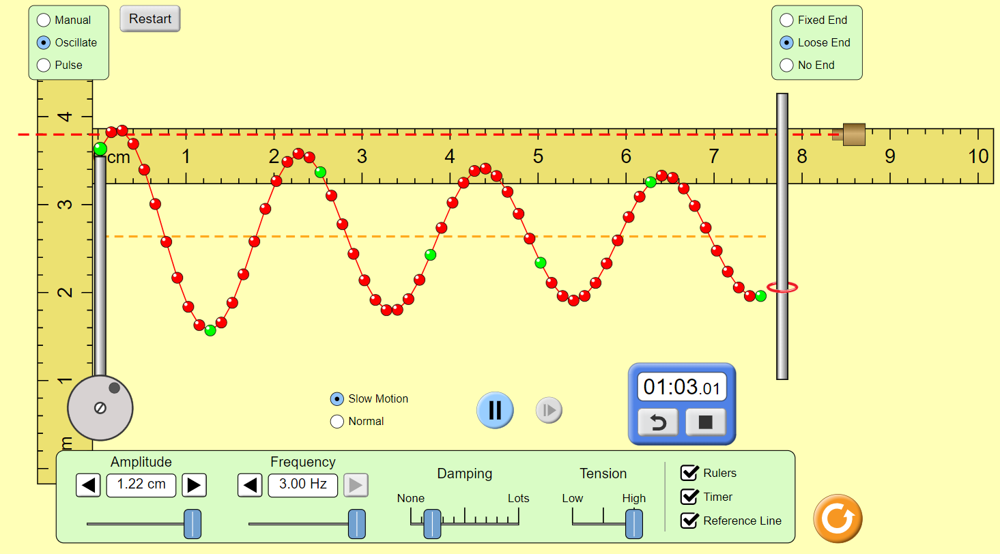 Manual
Oscillate
Pulse
Restart
Fixed End
Loose End
No End
4
3
2
1
cm 1 2 3 4 5 6 7 8 9 10
Slow Motion
Normal
01:03.01
Amplitude
1.22 cm
Frequency
3.00 Hz
Damping
None
Lots
Tension
Low
High
Rulers
Timer
Reference Line